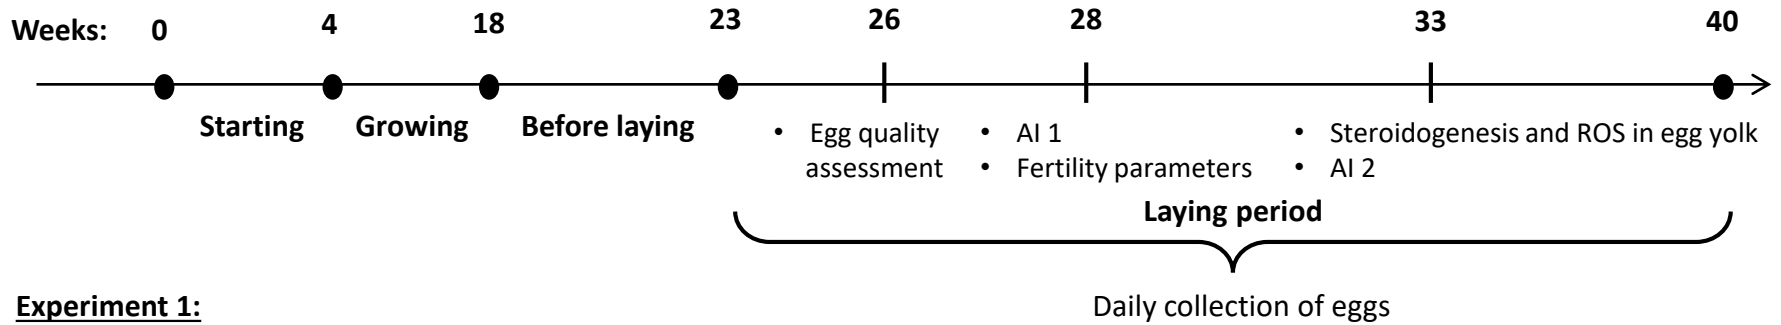 Weeks: 0 4 18 23 26 28 33 40
Starting Growing Before laying
• Egg quality assessment
• AI 1
• Fertility parameters
• Steroidogenesis and ROS in egg yolk
• AI 2
Laying period
Experiment 1:
Daily collection of eggs